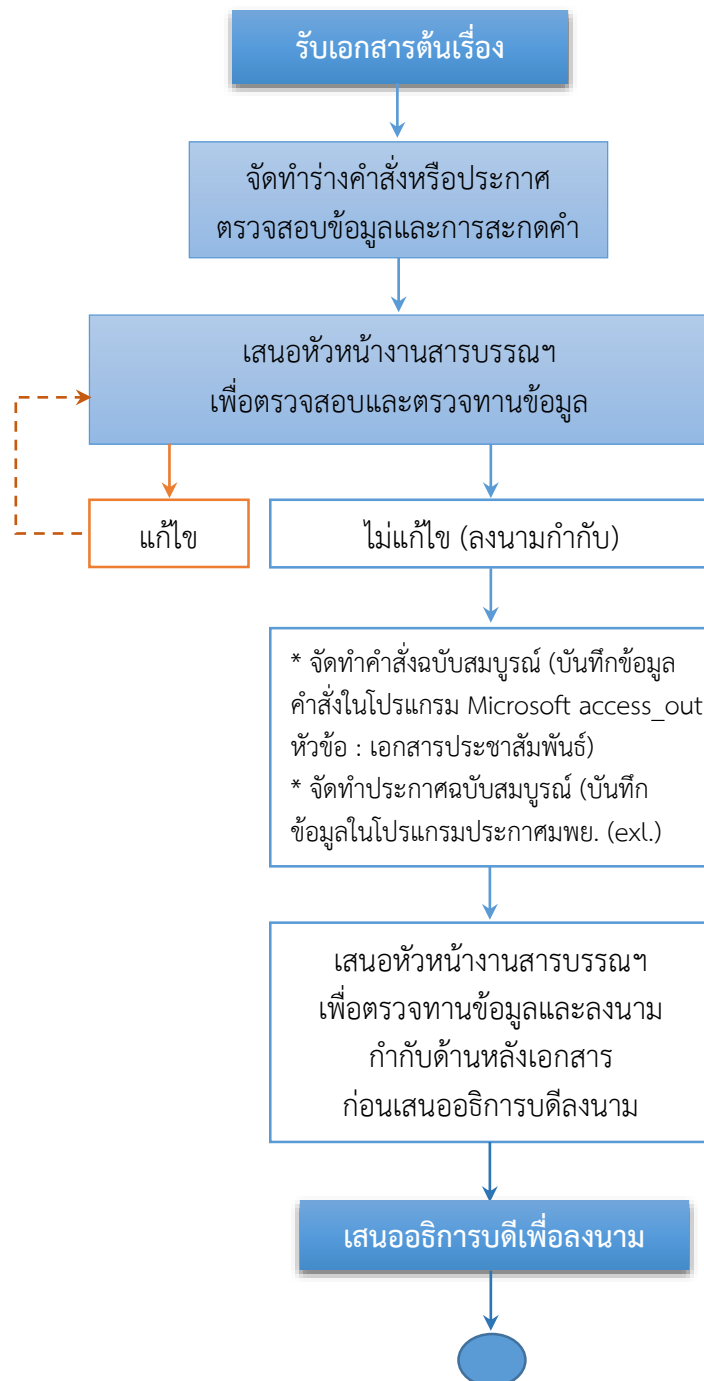 รับเอกสารต้นเรื่อง
จัดทำร่างคำสั่งหรือประกาศ
ตรวจสอบข้อมูลและการสะกดคำ
เสนอหัวหน้างานสารบรรณฯ
เพื่อตรวจสอบและตรวจทานข้อมูล
แก้ไข
ไม่แก้ไข (ลงนามกำกับ)
* จัดทำคำสั่งฉบับสมบูรณ์ (บันทึกข้อมูล
คำสั่งในโปรแกรม Microsoft access_out
หัวข้อ : เอกสารประชาสัมพันธ์)
* จัดทำประกาศฉบับสมบูรณ์ (บันทึก
ข้อมูลในโปรแกรมประกาศมพย. (exl.)
เสนอหัวหน้างานสารบรรณฯ
เพื่อตรวจทานข้อมูลและลงนาม
กำกับด้านหลังเอกสาร
ก่อนเสนออธิการบดีลงนาม
เสนออธิการบดีเพื่อลงนาม